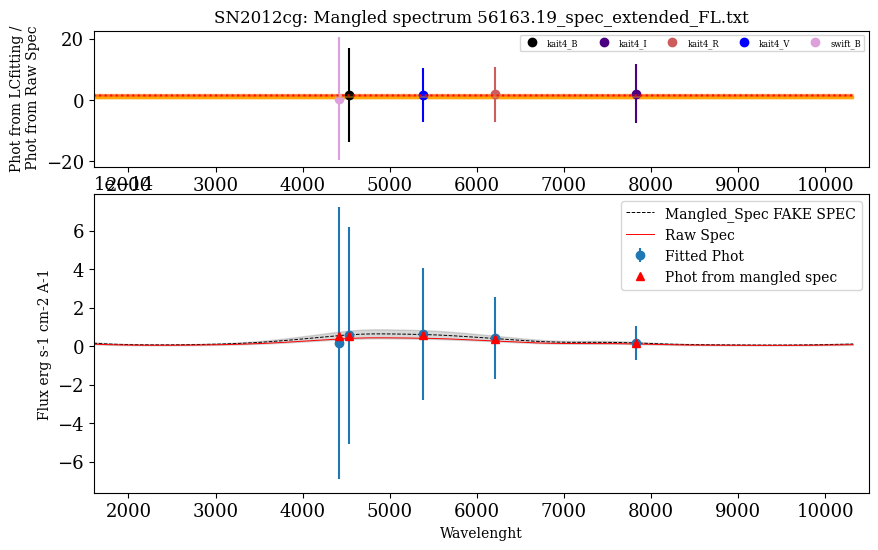 SN2012cg: Mangled spectrum 56163.19_spec_extended_FL.txt
Phot from LCfitting /
Phot from Raw Spec
20
0
−20
kait4_B
kait4_I
kait4_R
kait4_V
swift_B
2000
3000
4000
5000
6000
7000
8000
9000
10000
1e−14
Flux erg s-1 cm-2 A-1
6
4
2
0
−2
−4
−6
Mangled_Spec FAKE SPEC
Raw Spec
Fitted Phot
Phot from mangled spec
2000
3000
4000
5000
6000
7000
8000
9000
10000
Wavelenght